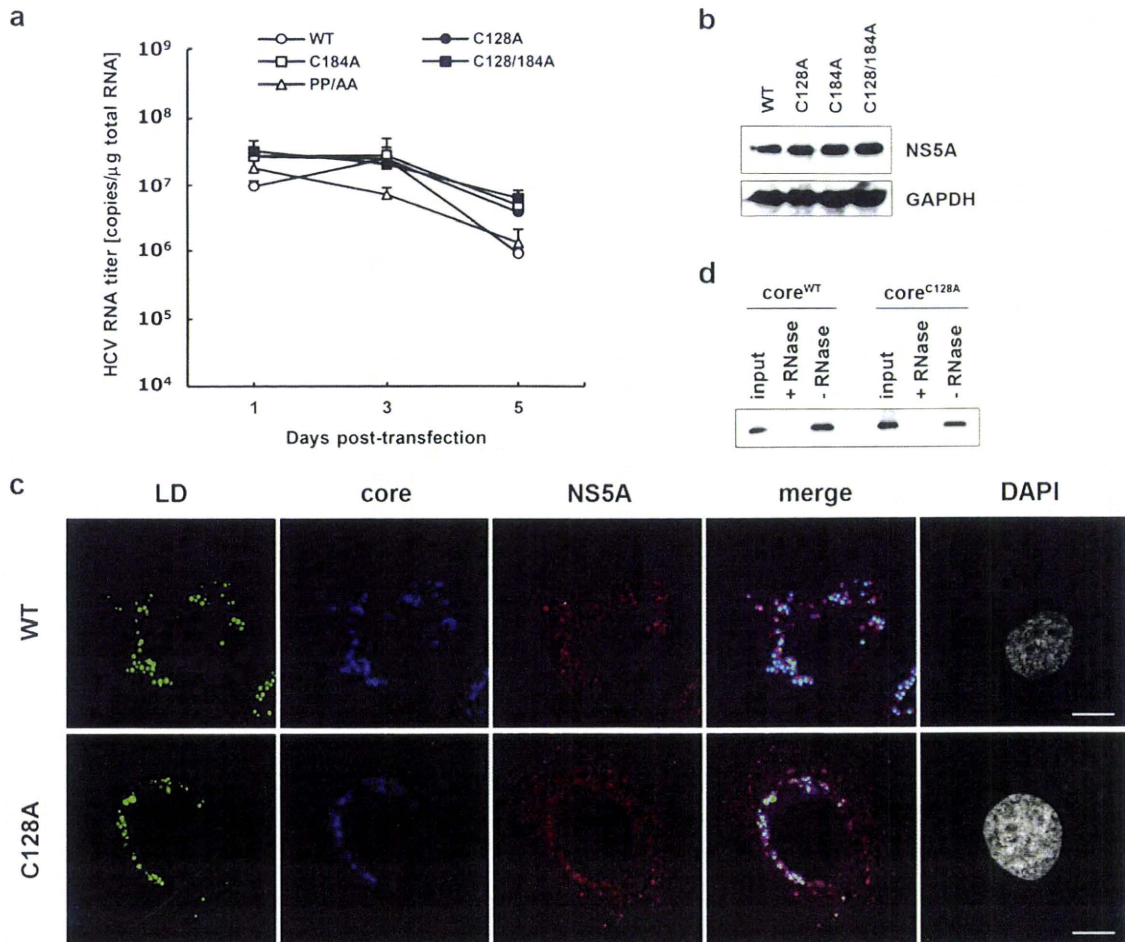 a
WT
C184A
PP/AA
C128A
C128/184A
HCV RNA titer [copies/µg total RNA]
10⁹
10⁸
10⁷
10⁶
10⁵
10⁴
1
3
5
Days post-transfection
b
WT
C128A
C184A
C128/184A
NS5A
GAPDH
d
coreᵂᵀ
core^C128A
input
+ RNase
- RNase
input
+ RNase
- RNase
c
LD
core
NS5A
merge
DAPI
WT
C128A